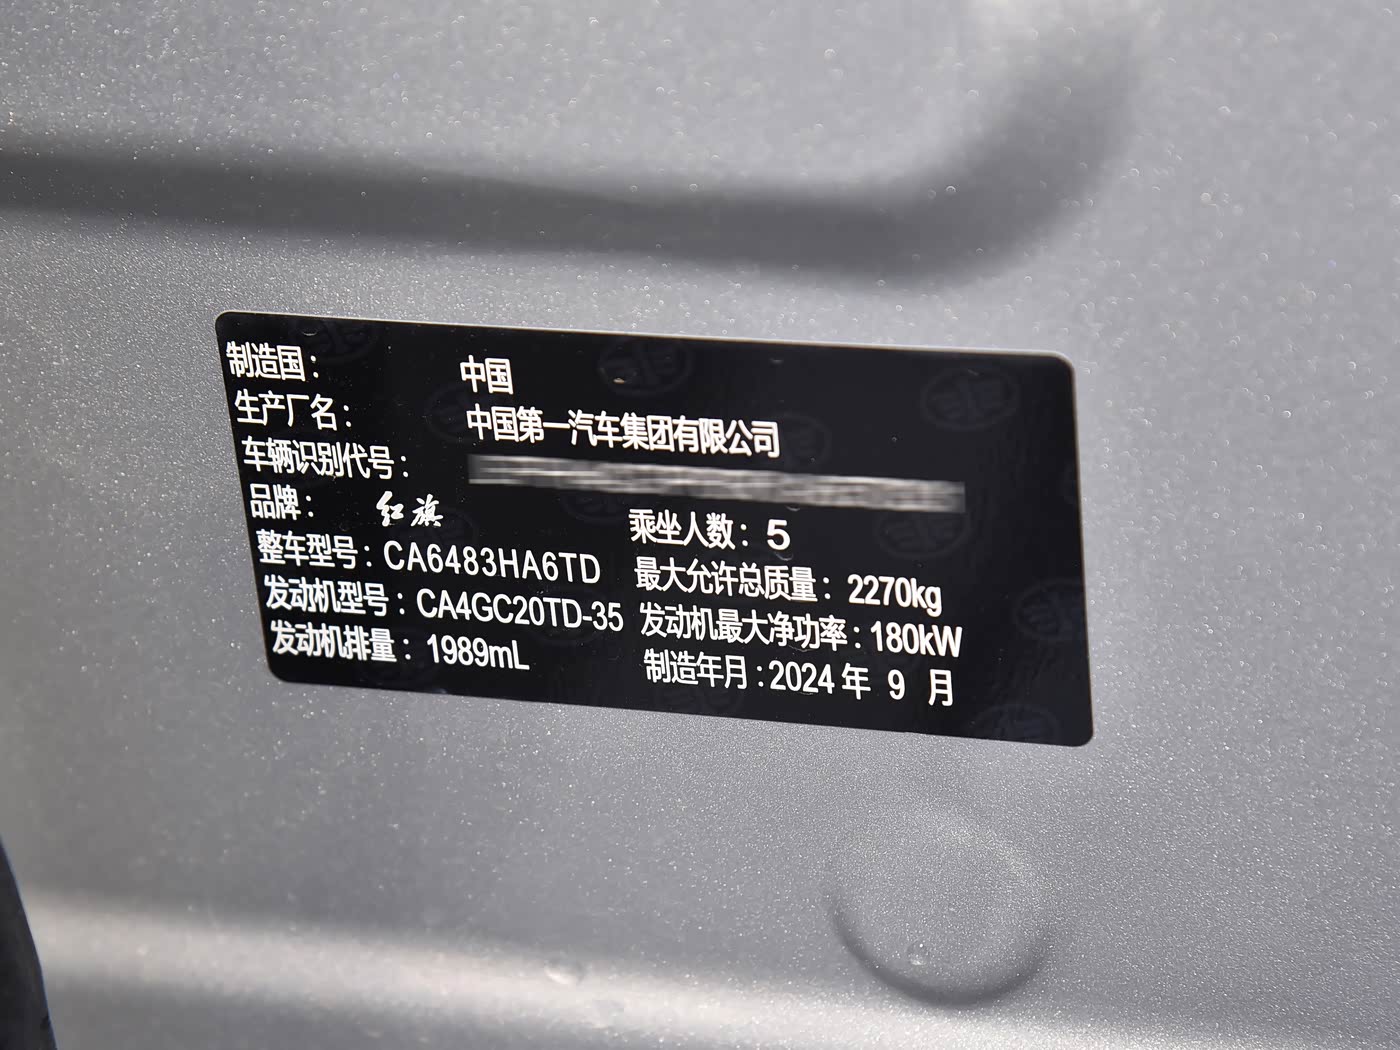 制造国： 中国
生产厂名： 中国第一汽车集团有限公司
车辆识别代号：
品牌： 红旗 乘坐人数： 5
整车型号：CA6483HA6TD 最大允许总质量： 2270kg
发动机型号：CA4GC20TD-35 发动机最大净功率：180kW
发动机排量： 1989mL 制造年月：2024 年 9 月